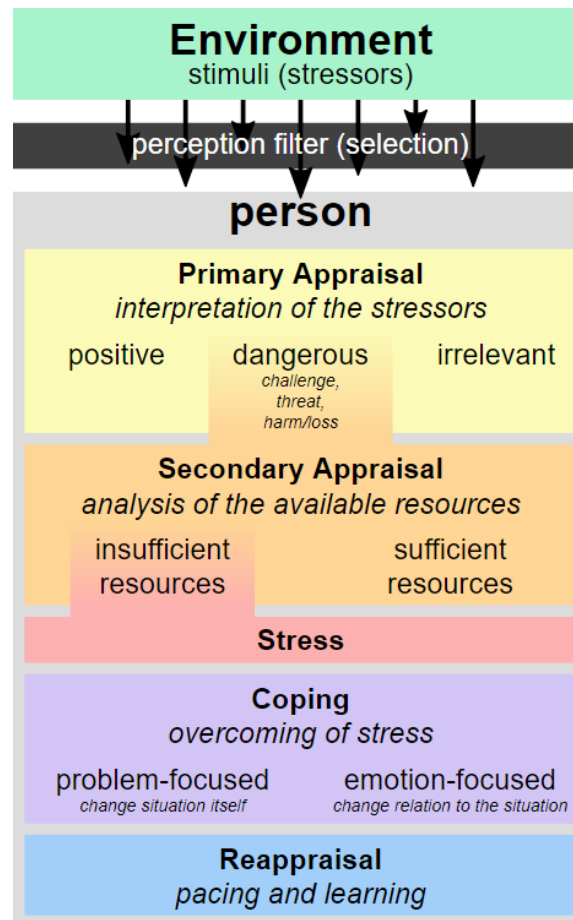 Environment
stimuli (stressors)
perception filter (selection)
person
Primary Appraisal
interpretation of the stressors
positive dangerous irrelevant
challenge,
threat,
harm/loss
Secondary Appraisal
analysis of the available resources
insufficient sufficient
resources resources
Stress
Coping
overcoming of stress
problem-focused emotion-focused
change situation itself change relation to the situation
Reappraisal
pacing and learning